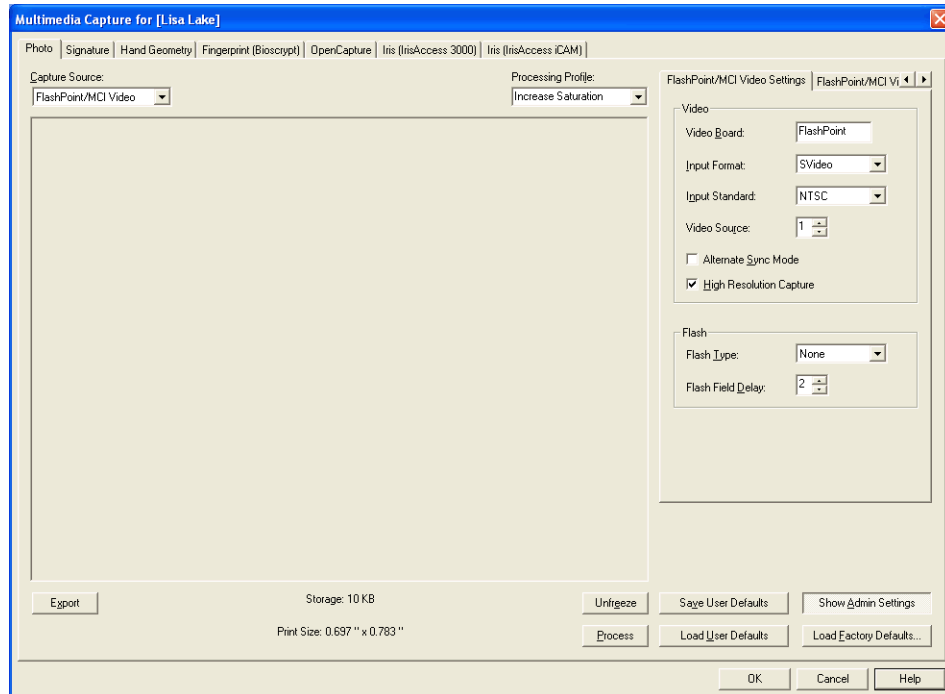 Multimedia Capture for [Lisa Lake]
Photo Signature Hand Geometry Fingerprint (Bioscrypt) OpenCapture Iris (IrisAccess 3000) Iris (IrisAccess iCAM)
Capture Source:
FlashPoint/MCI Video
Processing Profile:
Increase Saturation
FlashPoint/MCI Video Settings FlashPoint/MCI Vi
Video
Video Board: FlashPoint
Input Format: SVideo
Input Standard: NTSC
Video Source: 1
Alternate Sync Mode
High Resolution Capture
Flash
Flash Type: None
Flash Field Delay: 2
Export
Storage: 10 KB
Unfreeze
Save User Defaults
Show Admin Settings
Print Size: 0.697 " x 0.783 "
Process
Load User Defaults
Load Factory Defaults...
OK
Cancel
Help